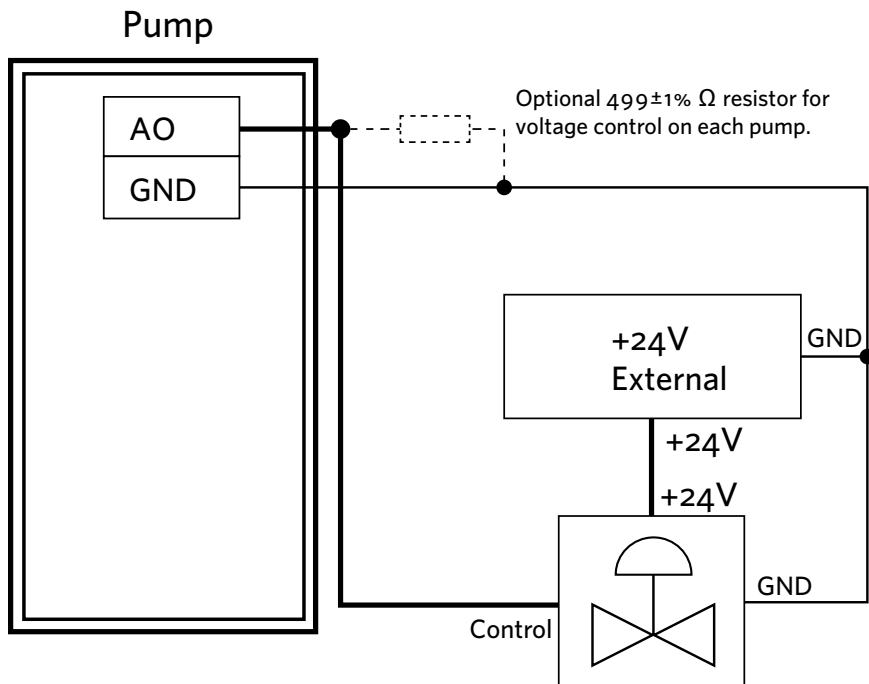 Pump
AO
GND
Optional 499±1% Ω resistor for
voltage control on each pump.
+24V
External
GND
+24V
+24V
GND
Control